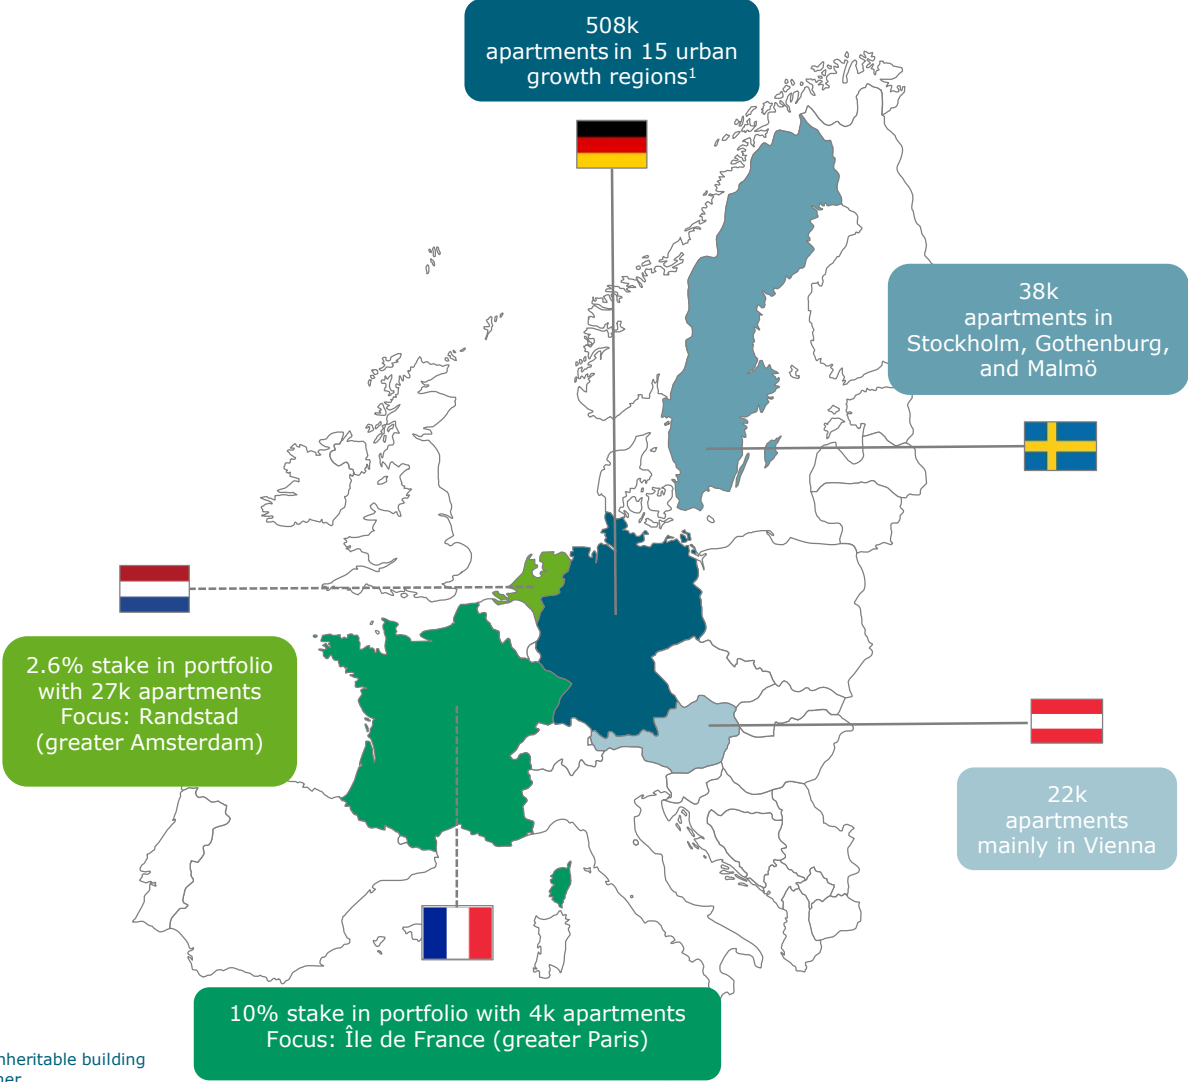 508k
apartments in 15 urban
growth regions¹
38k
apartments in
Stockholm, Gothenburg,
and Malmö
2.6% stake in portfolio
with 27k apartments
Focus: Randstad
(greater Amsterdam)
22k
apartments
mainly in Vienna
10% stake in portfolio with 4k apartments
Focus: Île de France (greater Paris)
building